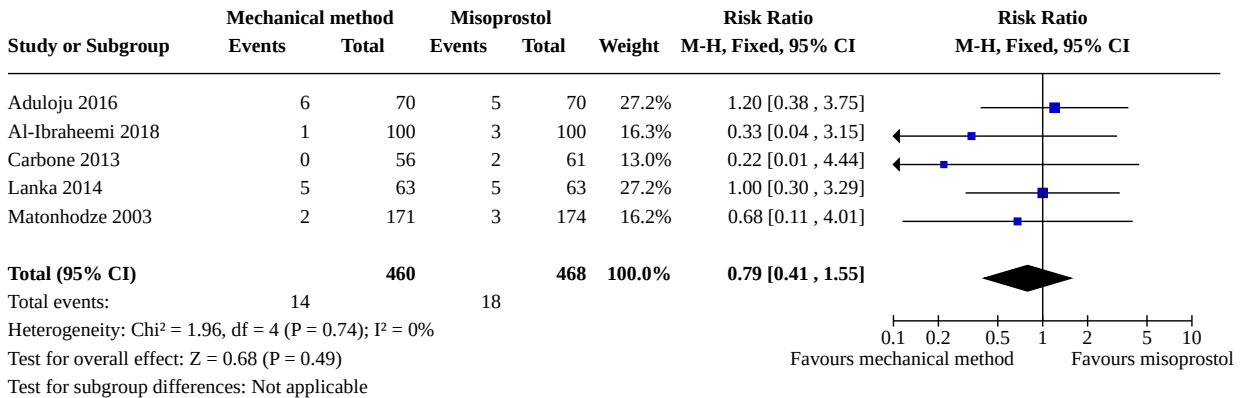 Mechanical method Misoprostol Risk Ratio Risk Ratio
Study or Subgroup Events Total Events Total Weight M-H, Fixed, 95% CI M-H, Fixed, 95% CI
Aduloju 2016 6 70 5 70 27.2% 1.20 [0.38 , 3.75]
Al-Ibraheemi 2018 1 100 3 100 16.3% 0.33 [0.04 , 3.15]
Carbone 2013 0 56 2 61 13.0% 0.22 [0.01 , 4.44]
Lanka 2014 5 63 5 63 27.2% 1.00 [0.30 , 3.29]
Matonhodze 2003 2 171 3 174 16.2% 0.68 [0.11 , 4.01]
Total (95% CI) 460 468 100.0% 0.79 [0.41 , 1.55]
Total events: 14 18
Heterogeneity: Chi² = 1.96, df = 4 (P = 0.74); I² = 0%
Test for overall effect: Z = 0.68 (P = 0.49)
Test for subgroup differences: Not applicable
0.1 0.2 0.5 1 2 5 10
Favours mechanical method Favours misoprostol